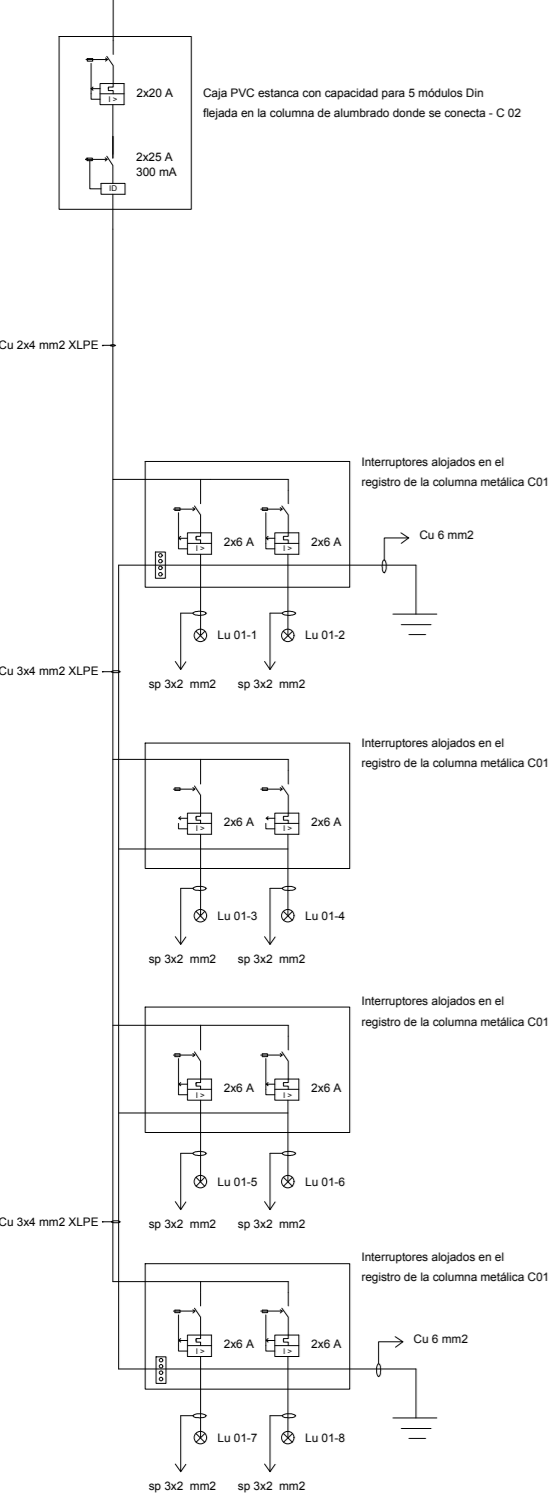 2x20 A
I >
Caja PVC estanca con capacidad para 5 módulos Din
flejada en la columna de alumbrado donde se conecta - C 02
2x25 A
300 mA
ID
Cu 2x4 mm2 XLPE
Interruptores alojados en el
registro de la columna metálica C01
2x6 A
2x6 A
I >
I >
Cu 6 mm2
Lu 01-1
Lu 01-2
Cu 3x4 mm2 XLPE
sp 3x2 mm2
sp 3x2 mm2
Interruptores alojados en el
registro de la columna metálica C01
2x6 A
2x6 A
I >
I >
Lu 01-3
Lu 01-4
sp 3x2 mm2
sp 3x2 mm2
Interruptores alojados en el
registro de la columna metálica C01
2x6 A
2x6 A
I >
I >
Lu 01-5
Lu 01-6
Cu 3x4 mm2 XLPE
sp 3x2 mm2
sp 3x2 mm2
Interruptores alojados en el
registro de la columna metálica C01
2x6 A
2x6 A
I >
I >
Cu 6 mm2
Lu 01-7
Lu 01-8
sp 3x2 mm2
sp 3x2 mm2